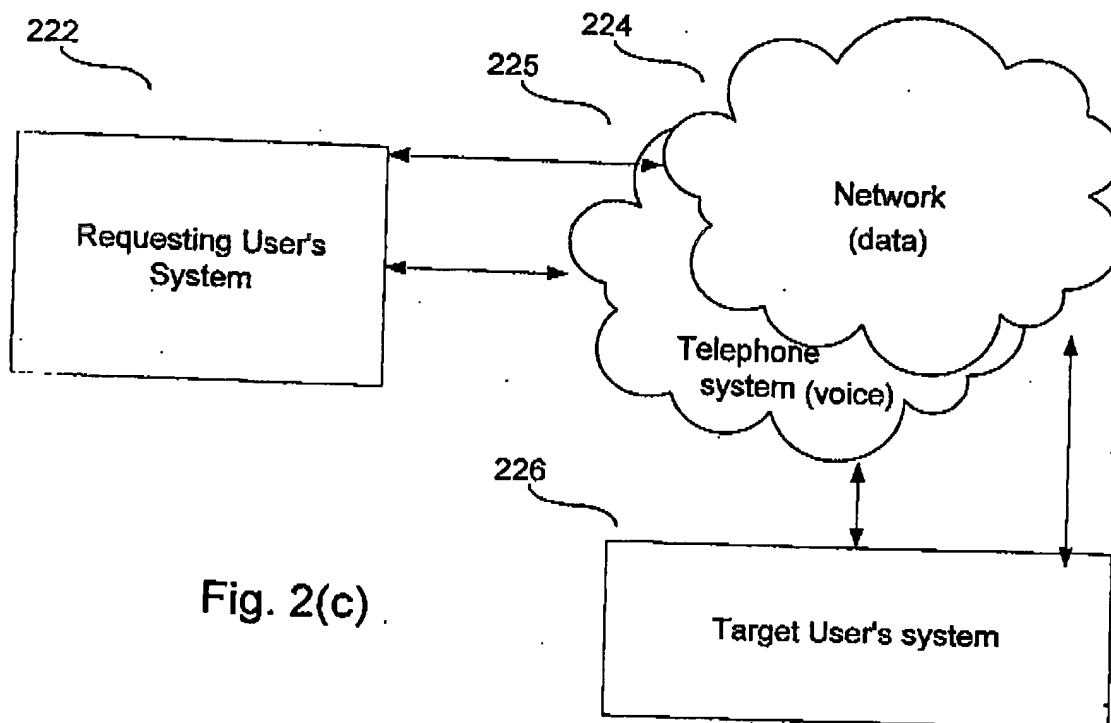 222
224
225
Requesting User's
System
Network
(data)
Telephone
system (voice)
226
Fig. 2(c)
Target User's system